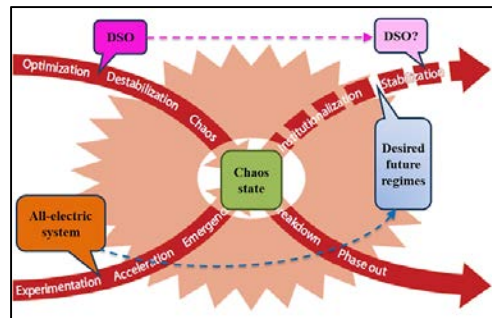 DSO
DSO?
Optimization
Destabilization
Chaos
Institutionalization
Stabilization
Chaos
state
Desired
future
regimes
All-electric
system
Experimentation
Acceleration
Emergenc
Breakdown
Phase out